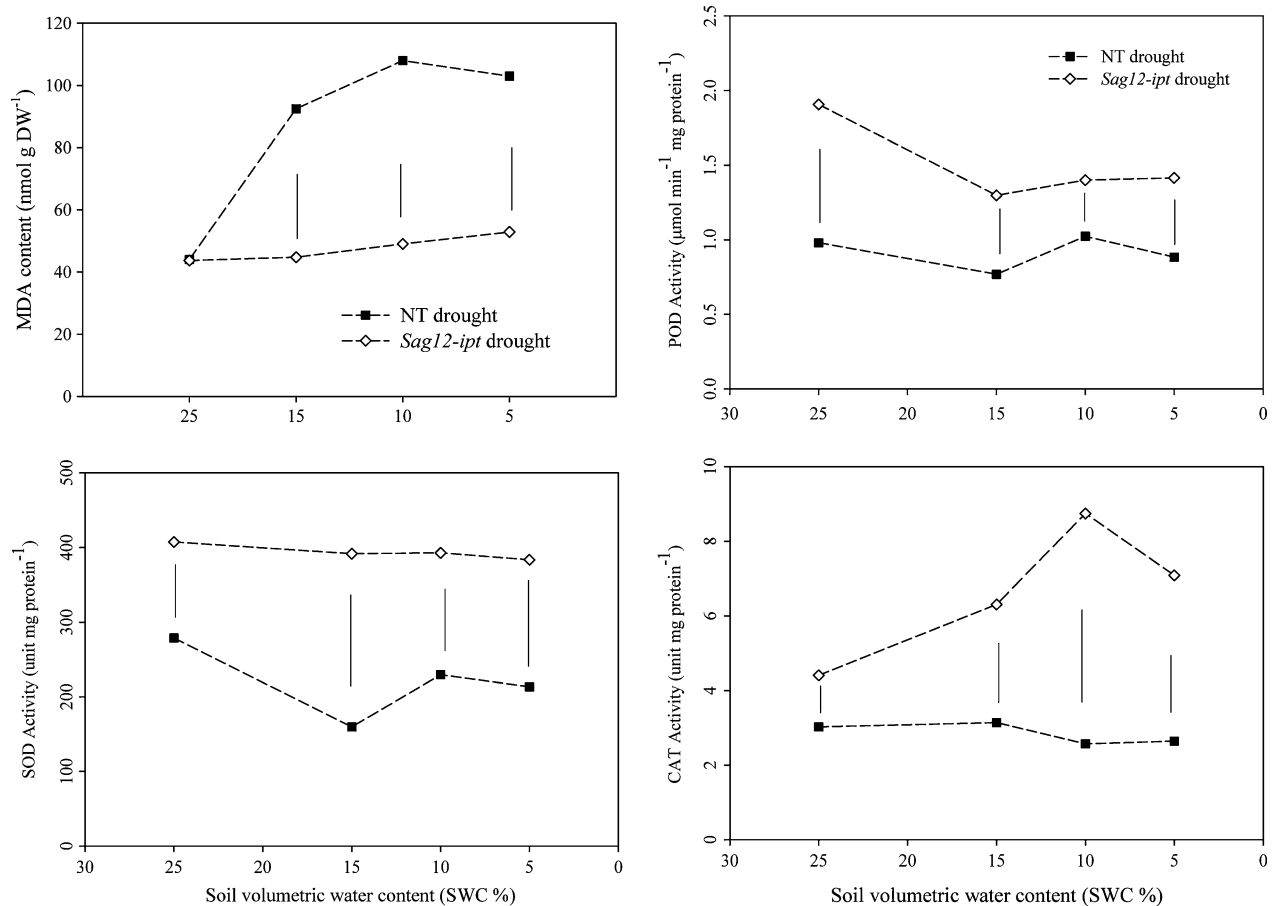 MDA content (nmol g DW⁻¹)
120
100
80
60
40
20
0
25 15 10 5
NT drought
Sag12-ipt drought
POD Activity (μmol min⁻¹ mg protein⁻¹)
2.5
2.0
1.5
1.0
0.5
0.0
30 25 20 15 10 5 0
NT drought
Sag12-ipt drought
SOD Activity (unit mg protein⁻¹)
500
400
300
200
100
0
30 25 20 15 10 5 0
Soil volumetric water content (SWC %)
CAT Activity (unit mg protein⁻¹)
10
8
6
4
2
0
30 25 20 15 10 5 0
Soil volumetric water content (SWC %)